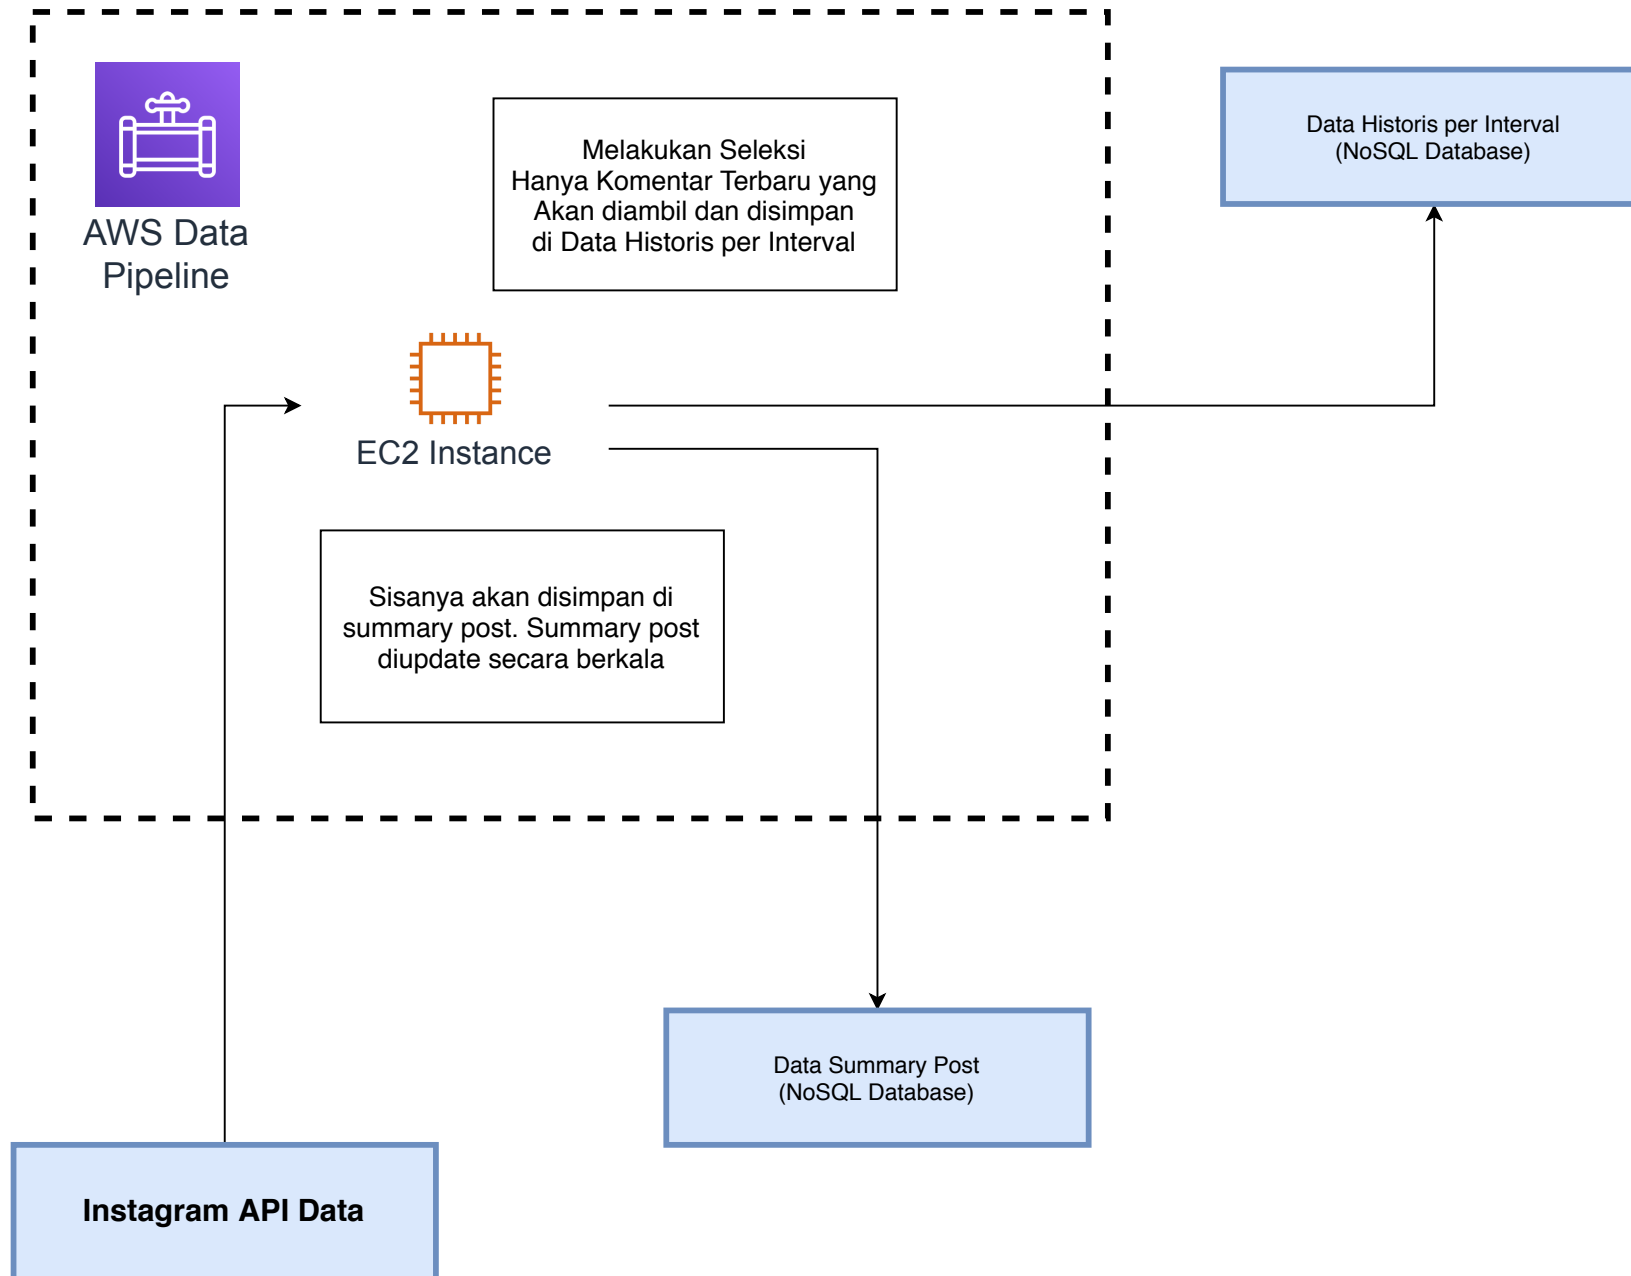 AWS Data
Pipeline
Melakukan Seleksi
Hanya Komentar Terbaru yang
Akan diambil dan disimpan
di Data Historis per Interval
Data Historis per Interval
(NoSQL Database)
EC2 Instance
Sisanya akan disimpan di
summary post. Summary post
diupdate secara berkala
Data Summary Post
(NoSQL Database)
Instagram API Data